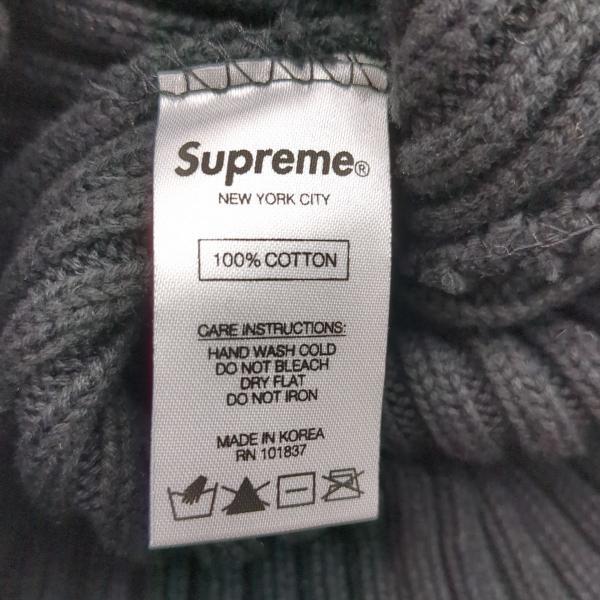 Supreme®
NEW YORK CITY
100% COTTON
CARE INSTRUCTIONS:
HAND WASH COLD
DO NOT BLEACH
DRY FLAT
DO NOT IRON
MADE IN KOREA
RN 101837